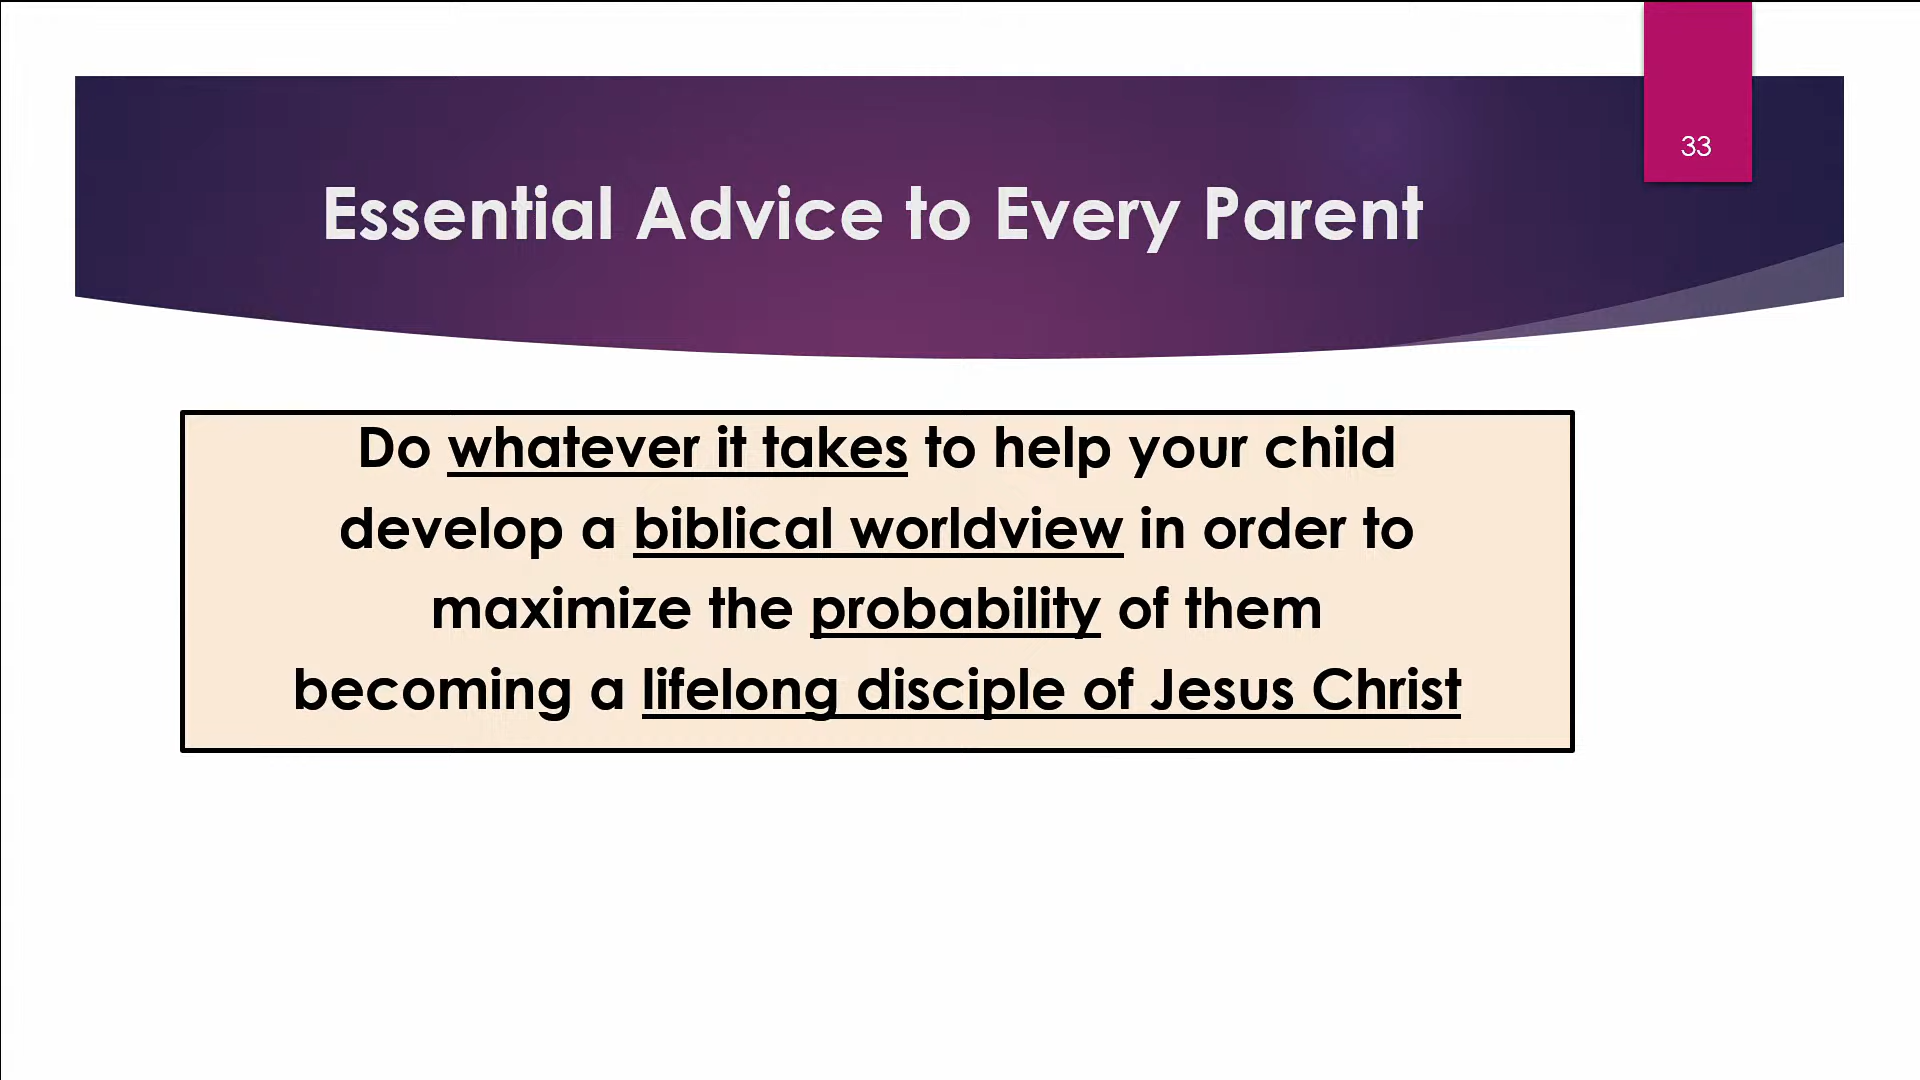 33
Essential Advice to Every Parent
Do whatever it takes to help your child
develop a biblical worldview in order to
maximize the probability of them
becoming a lifelong disciple of Jesus Christ